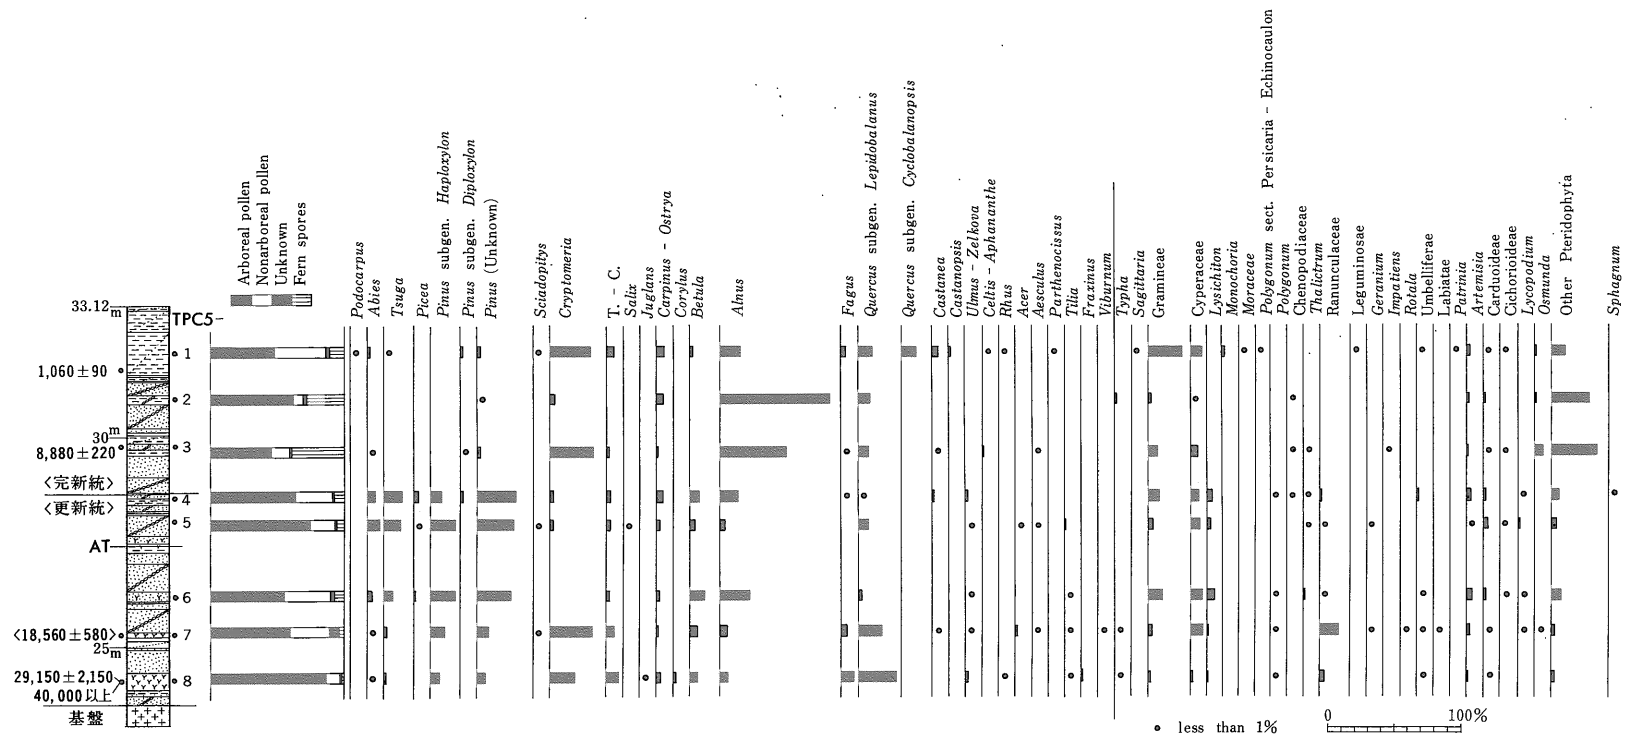 Arboreal pollen
Nonarboreal pollen
Unknown
Fern spores
Podocarpus
Abies
Tsuga
Picea
Pinus subgen. Haploxylon
Pinus subgen. Diploxylon
Pinus (Unknown)
Sciadopitys
Cryptomeria
T. - C.
Salix
Juglans
Carpinus - Ostrya
Corylus
Betula
Alnus
Fagus
Quercus subgen. Lepidobalanus
Quercus subgen. Cyclobalanopsis
Castanea
Castanopsis
Ulmus - Zelkova
Celtis - Aphananthe
Rhus
Acer
Aesculus
Parthenocissus
Tilia
Fraxinus
Viburnum
Typha
Sagittaria
Gramineae
Cyperaceae
Lysichiton
Monochoria
Moraceae
Polygonum sect. Persicaria - Echinocaulon
Polygonum
Chenopodiaceae
Thalictrum
Ranunculaceae
Leguminosae
Geranium
Impatiens
Rotala
Umbelliferae
Labiatae
Patrinia
Artemisia
Carduoideae
Cichorioideae
Lycopodium
Osmunda
Other Pteridophyta
Sphagnum
33.12m
TPC5
1
1,060±90
2
30m
3
8,880±220
<完新統>
4
<更新統>
5
AT
6
<18,560±580>
7
25m
29,150±2,150
8
40,000以上
基盤
less than 1%
0 100%